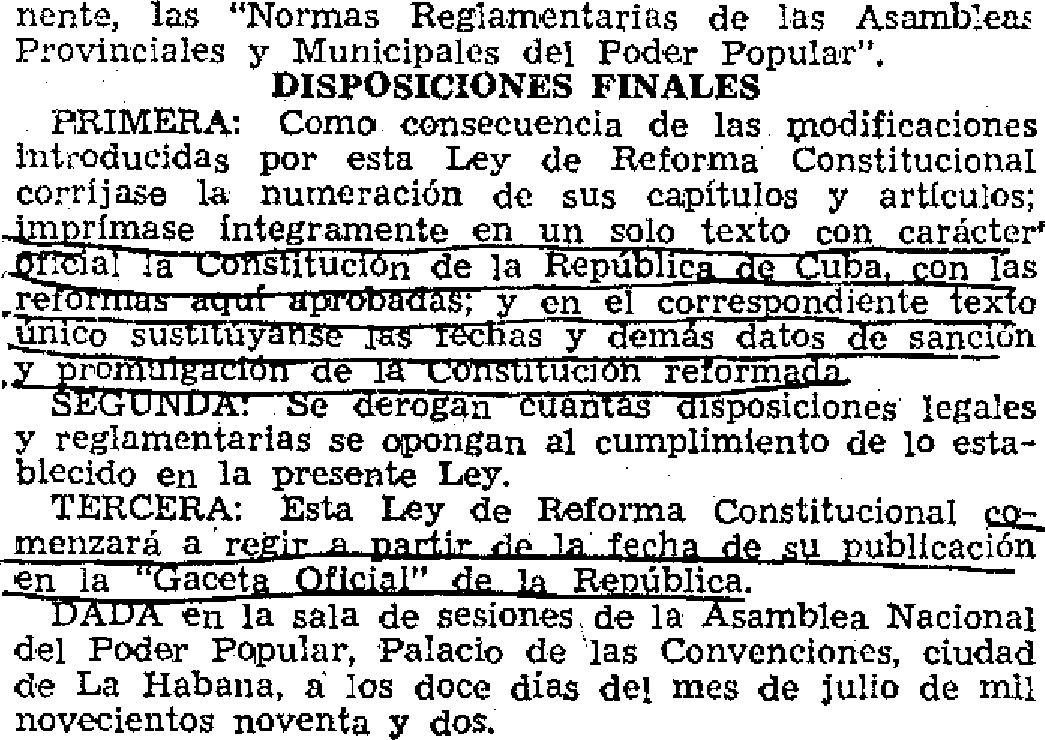 nente, las “Normas Reglamentarias de las Asambleas
Provinciales y Municipales del Poder Popular”.
DISPOSICIONES FINALES
PRIMERA: Como consecuencia de las modificaciones
introducidas por esta Ley de Reforma Constitucional
corríjase la numeración de sus capítulos y artículos;
imprímase íntegramente en un solo texto con carácter
oficial la Constitución de la República de Cuba, con las
reformas aquí aprobadas; y en el correspondiente texto
único sustitúyanse las fechas y demás datos de sanción
y promulgación de la Constitución reformada.
SEGUNDA: Se derogan cuantas disposiciones legales
y reglamentarias se opongan al cumplimiento de lo esta-
blecido en la presente Ley.
TERCERA: Esta Ley de Reforma Constitucional co-
menzará a regir a partir de la fecha de su publicación
en la “Gaceta Oficial” de la República.
DADA en la sala de sesiones de la Asamblea Nacional
del Poder Popular, Palacio de las Convenciones, ciudad
de La Habana, a los doce días del mes de julio de mil
novecientos noventa y dos.